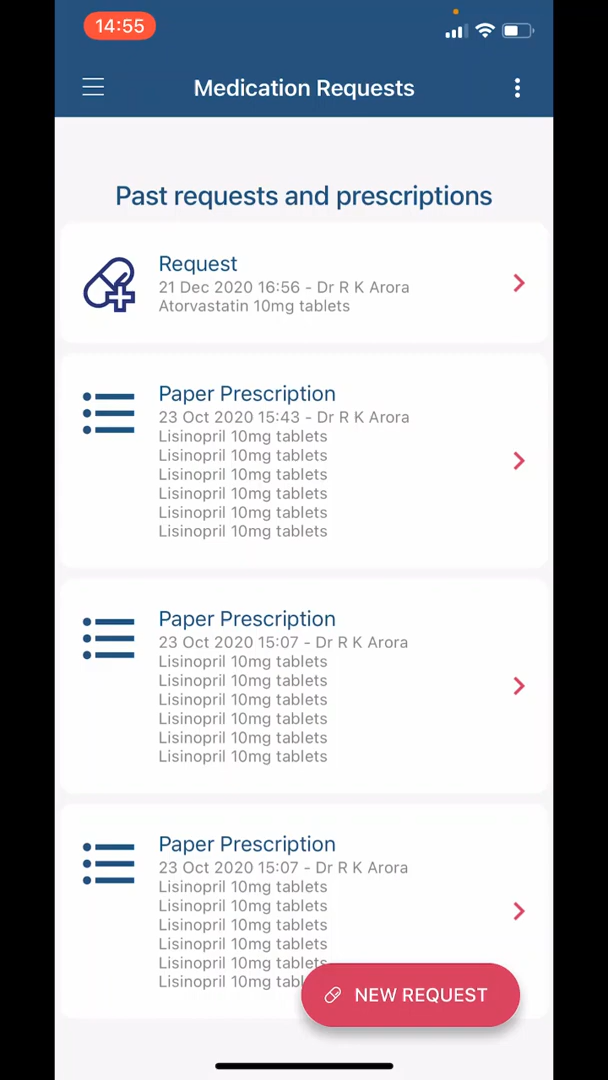 14:55
Medication Requests
Past requests and prescriptions
Request
21 Dec 2020 16:56 - Dr R K Arora
Atorvastatin 10mg tablets
Paper Prescription
23 Oct 2020 15:43 - Dr R K Arora
Lisinopril 10mg tablets
Lisinopril 10mg tablets
Lisinopril 10mg tablets
Lisinopril 10mg tablets
Lisinopril 10mg tablets
Lisinopril 10mg tablets
Paper Prescription
23 Oct 2020 15:07 - Dr R K Arora
Lisinopril 10mg tablets
Lisinopril 10mg tablets
Lisinopril 10mg tablets
Lisinopril 10mg tablets
Lisinopril 10mg tablets
Lisinopril 10mg tablets
Paper Prescription
23 Oct 2020 15:07 - Dr R K Arora
Lisinopril 10mg tablets
Lisinopril 10mg tablets
Lisinopril 10mg tablets
Lisinopril 10mg tablets
Lisinopril 10mg tablets
Lisinopril 10mg
NEW REQUEST